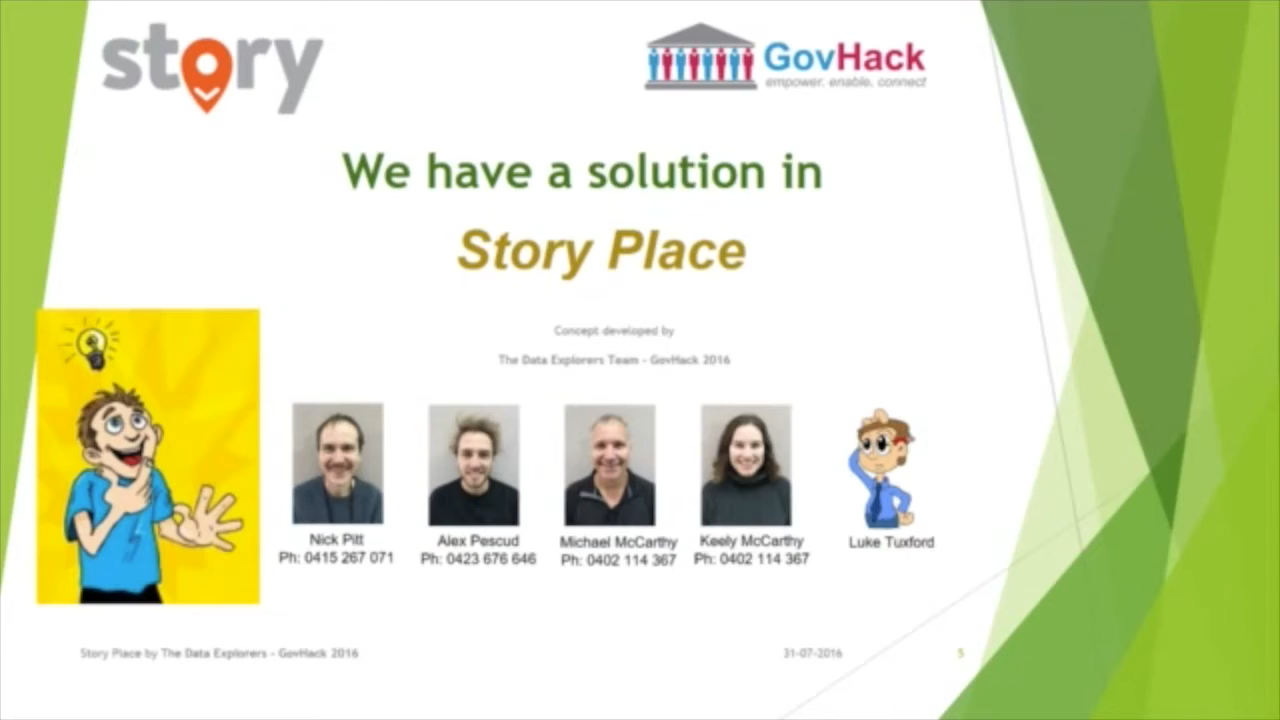 story
GovHack
empower. enable. connect
We have a solution in
Story Place
Concept developed by
The Data Explorers Team - GovHack 2016
Nick Pitt
Ph: 0415 267 071
Alex Pescud
Ph: 0423 676 646
Michael McCarthy
Ph: 0402 114 367
Keely McCarthy
Ph: 0402 114 367
Luke Tuxford
Story Place by The Data Explorers - GovHack 2016
31-07-2016
5